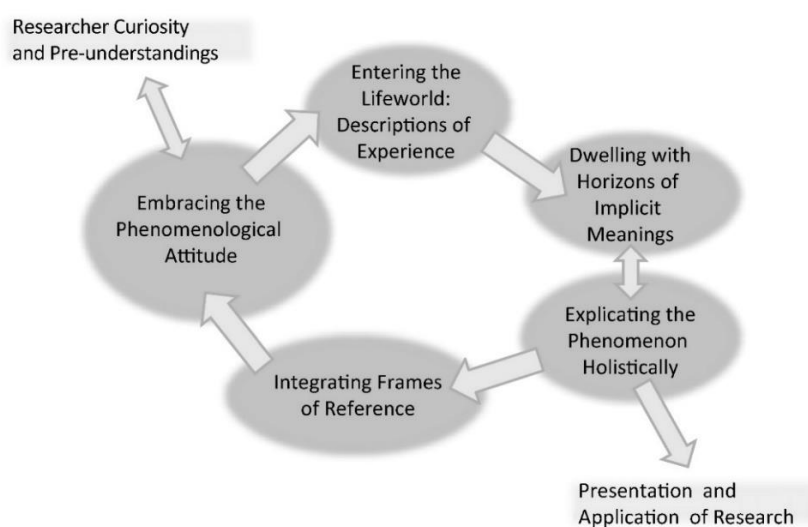 Researcher Curiosity
and Pre-understandings
Entering the
Lifeworld:
Descriptions of
Experience
Dwelling with
Horizons of
Implicit
Meanings
Embracing the
Phenomenological
Attitude
Explicating the
Phenomenon
Holistically
Integrating Frames
of Reference
Presentation and
Application of Research